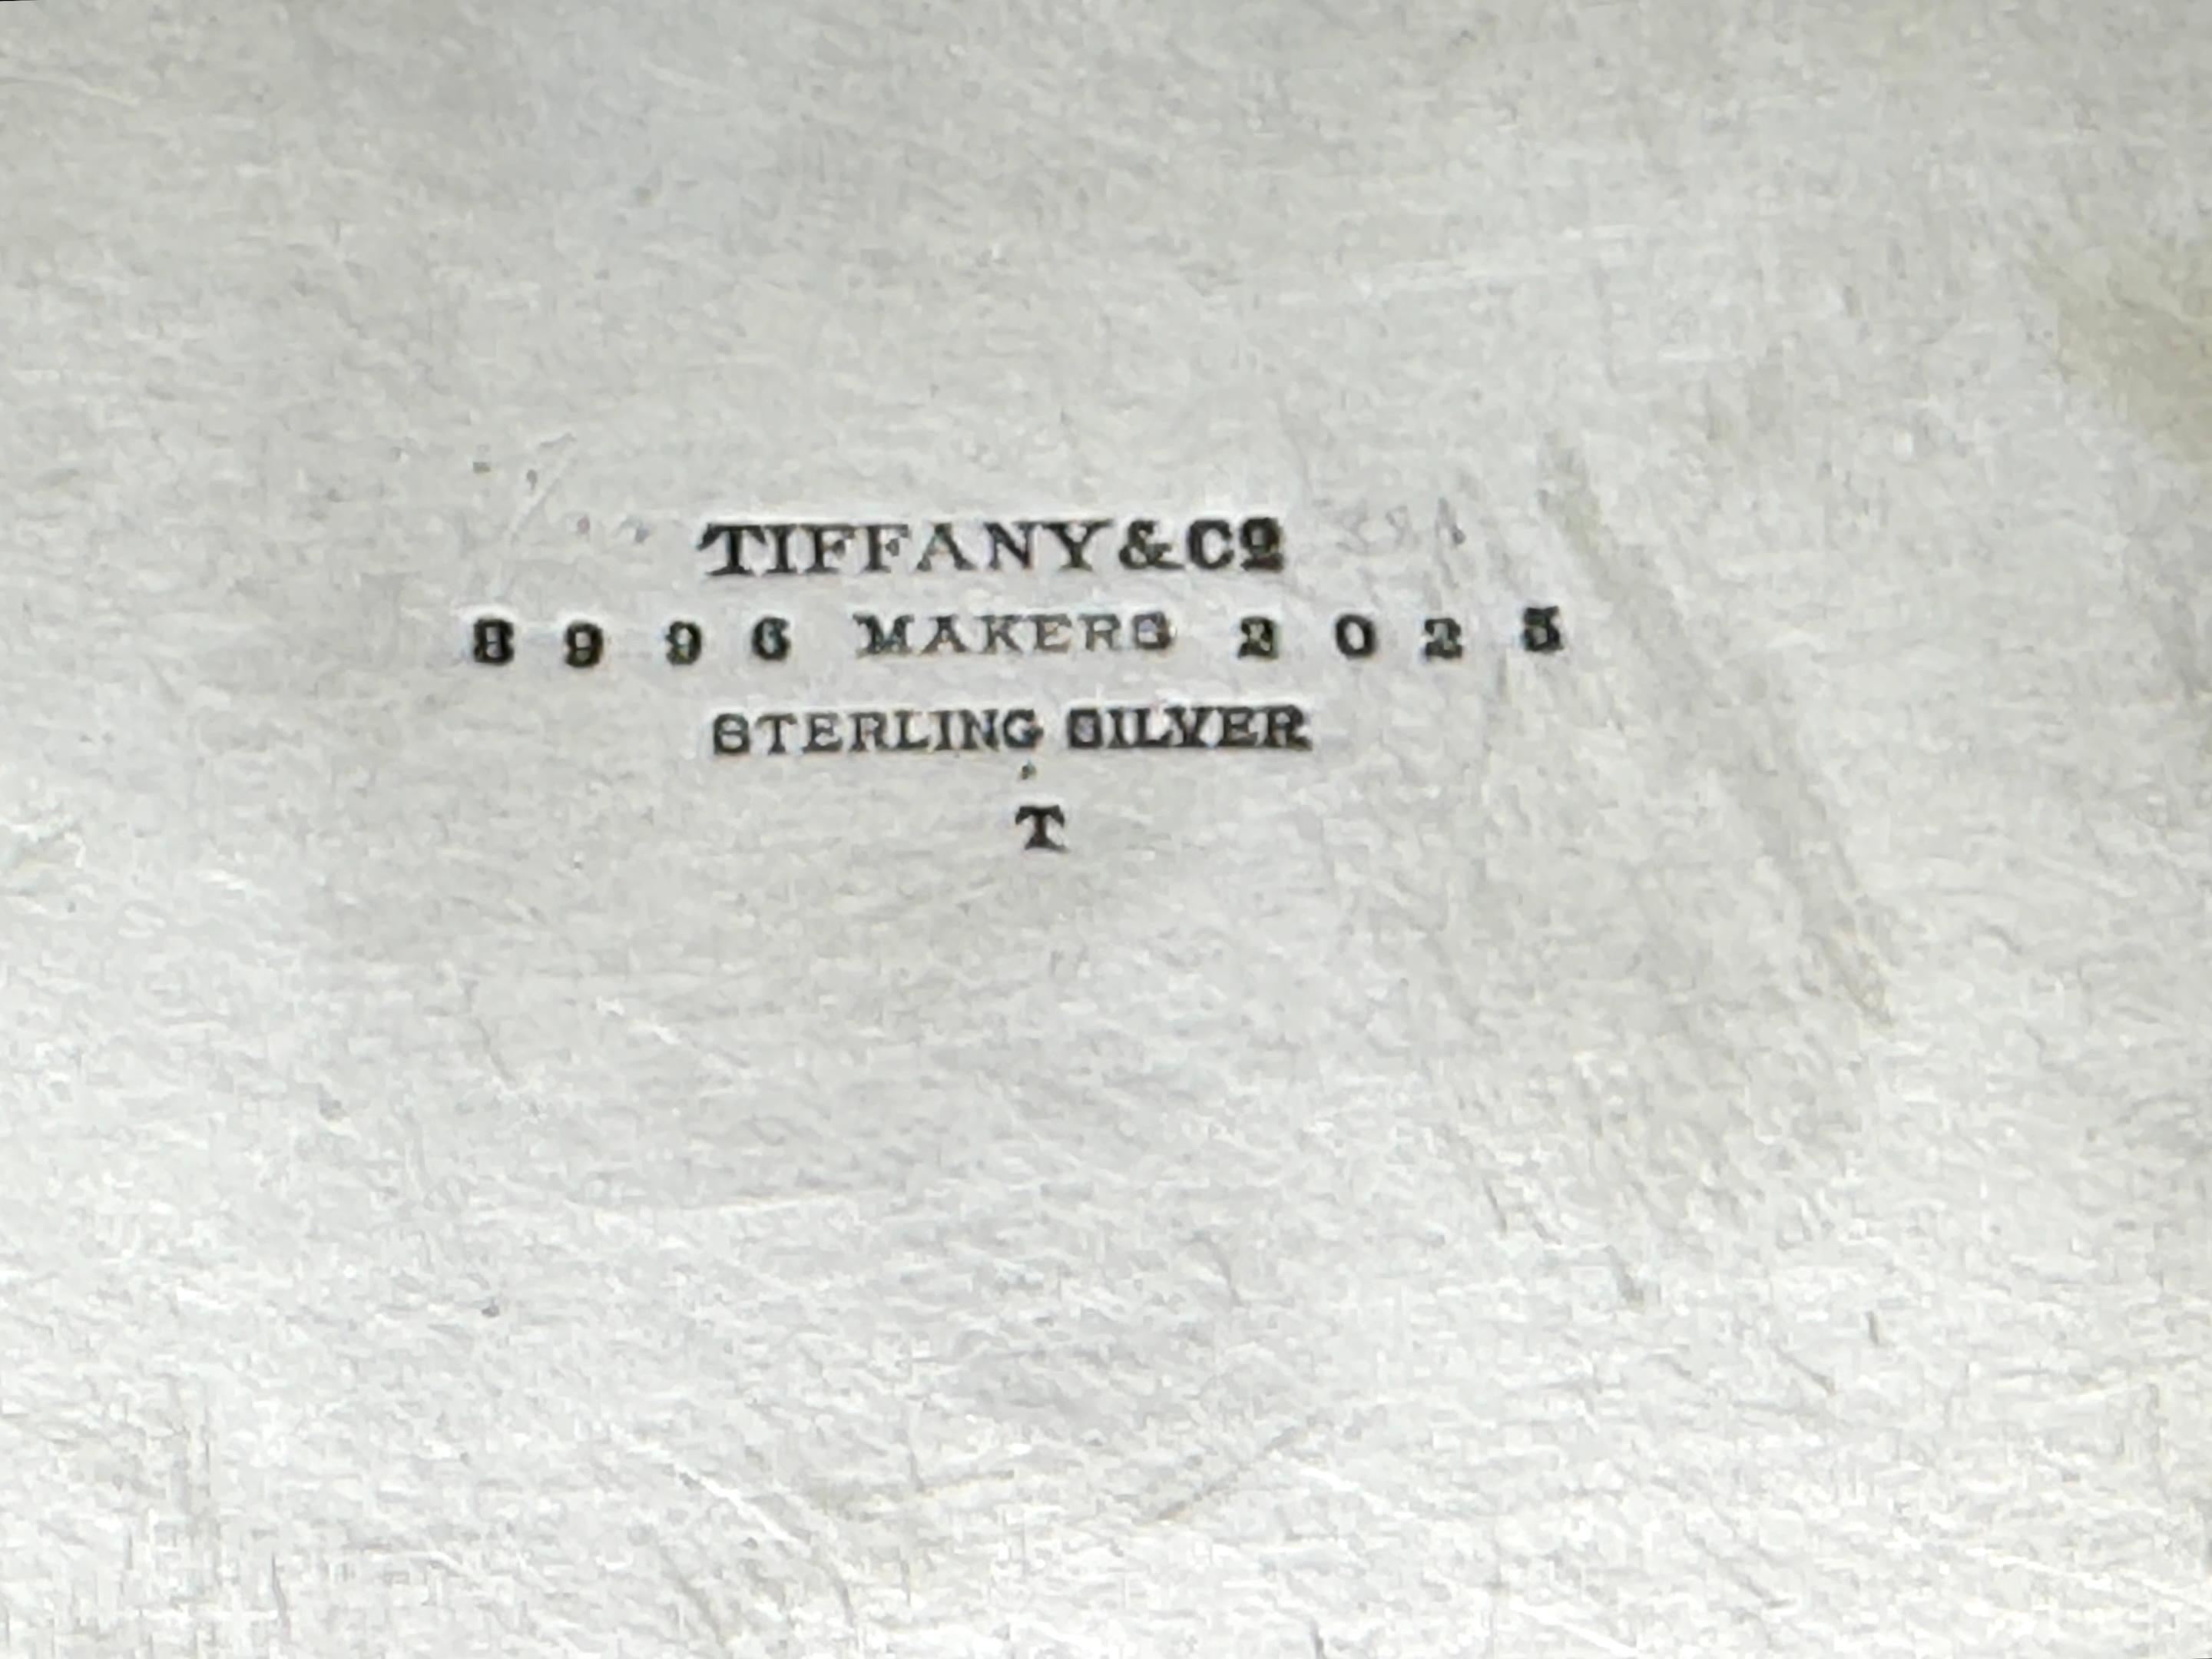 TIFFANY & Cº
8996 MAKERS 2025
STERLING SILVER
T